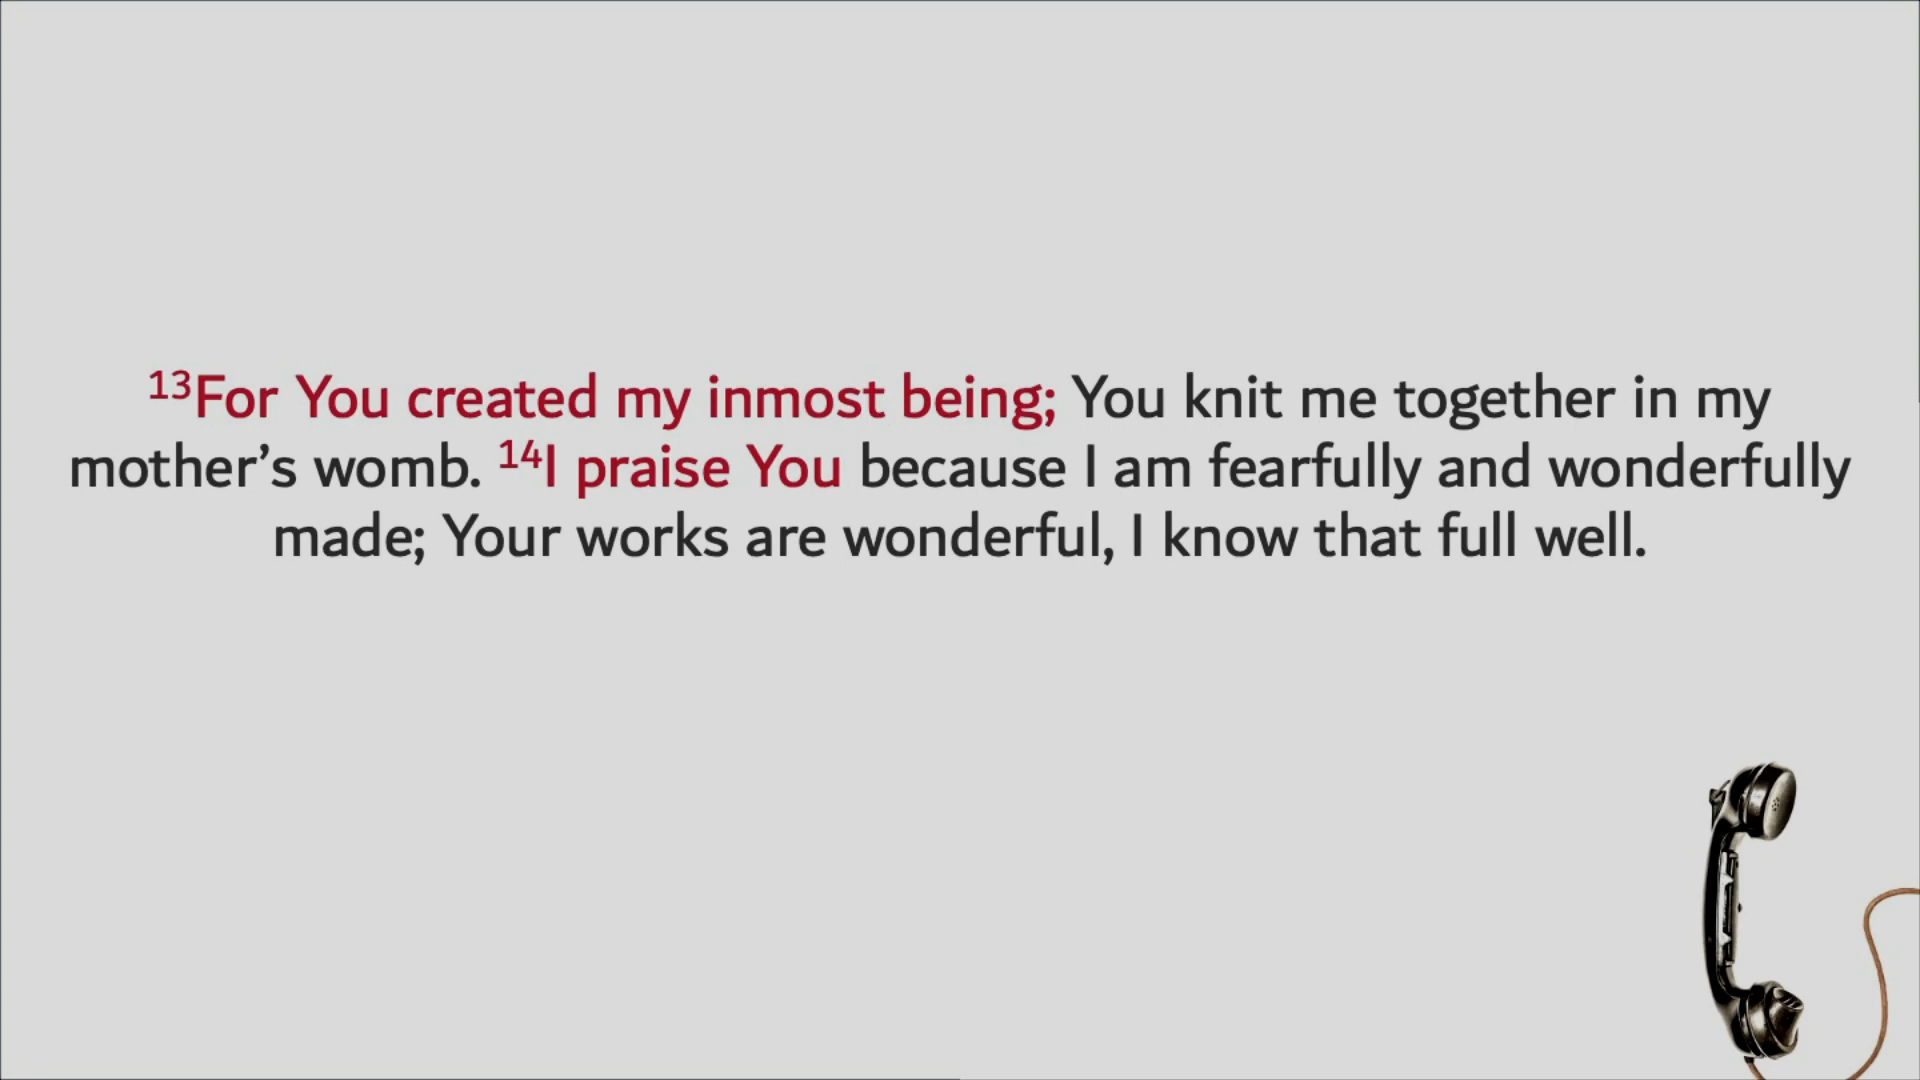 ¹³For You created my inmost being; You knit me together in my
mother’s womb. ¹⁴I praise You because I am fearfully and wonderfully
made; Your works are wonderful, I know that full well.